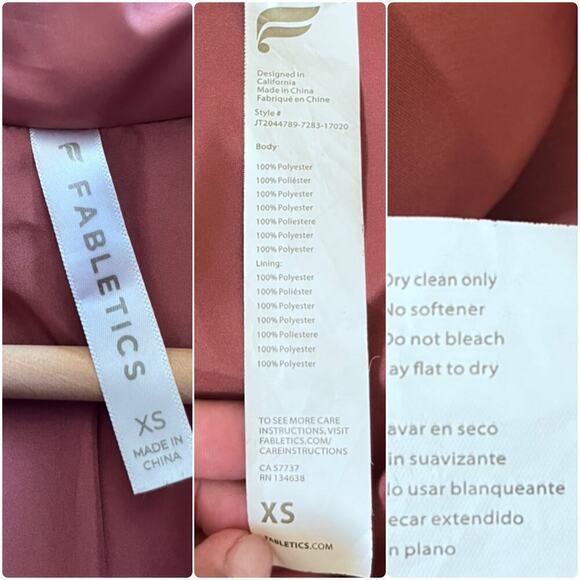 FABLETICS
XS
MADE IN
CHINA
Designed in
California
Made in China
Fabriqué en Chine
Style #
JT2044789-7283-17020
Body:
100% Polyester
100% Poliéster
100% Polyester
100% Polyester
100% Poliestere
100% Polyester
100% Polyester
Lining:
100% Polyester
100% Poliéster
100% Polyester
100% Polyester
100% Poliestere
100% Polyester
100% Polyester
TO SEE MORE CARE
INSTRUCTIONS, VISIT
FABLETICS.COM/
CAREINSTRUCTIONS
CA 57737
RN 134638
XS
FABLETICS.COM
Dry clean only
No softener
Do not bleach
ay flat to dry
avar en seco
in suavizante
No usar blanqueante
ecar extendido
n plano